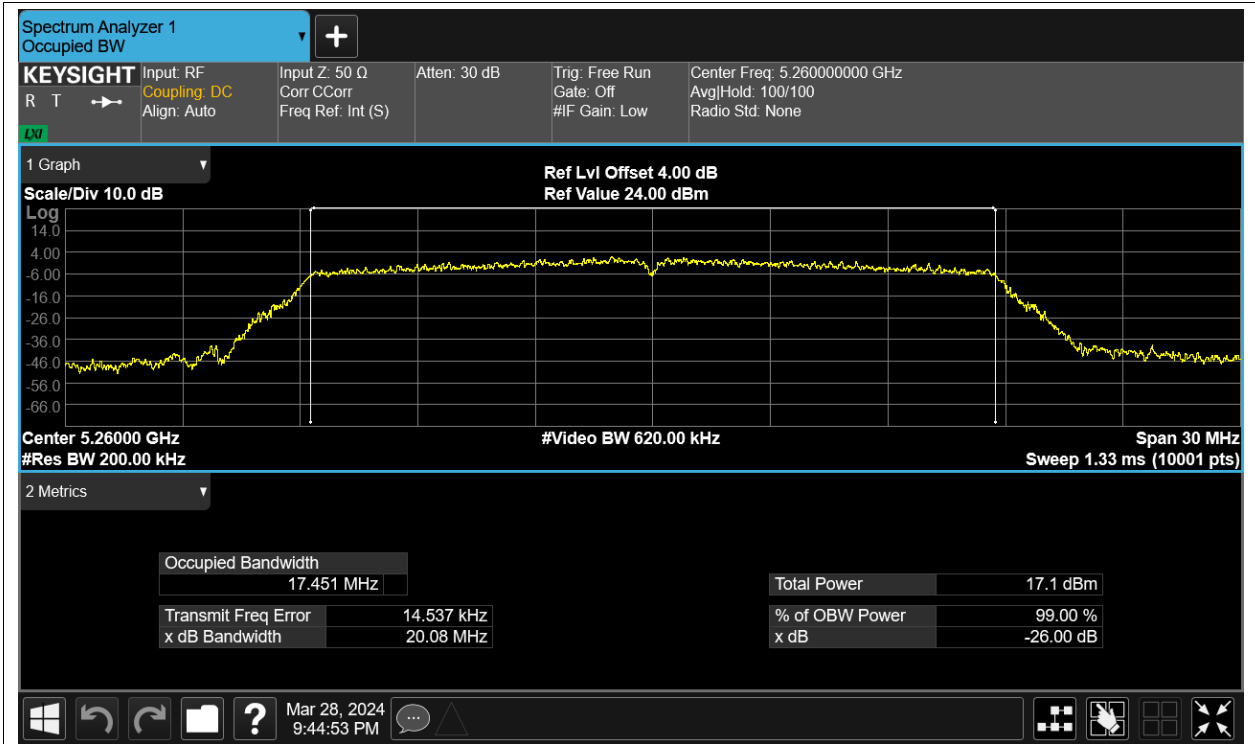 Spectrum Analyzer 1
Occupied BW
KEYSIGHT
R T
LXI
Input: RF
Coupling: DC
Align: Auto
Input Z: 50 Ω
Corr CCorr
Freq Ref: Int (S)
Atten: 30 dB
Trig: Free Run
Gate: Off
#IF Gain: Low
Center Freq: 5.260000000 GHz
Avg|Hold: 100/100
Radio Std: None
1 Graph
Scale/Div 10.0 dB
Ref Lvl Offset 4.00 dB
Ref Value 24.00 dBm
Log
14.0
4.00
-6.00
-16.0
-26.0
-36.0
-46.0
-56.0
-66.0
Center 5.26000 GHz
#Res BW 200.00 kHz
#Video BW 620.00 kHz
Span 30 MHz
Sweep 1.33 ms (10001 pts)
2 Metrics
Occupied Bandwidth
17.451 MHz
Transmit Freq Error 14.537 kHz
x dB Bandwidth 20.08 MHz
Total Power 17.1 dBm
% of OBW Power 99.00 %
x dB -26.00 dB
?
Mar 28, 2024
9:44:53 PM